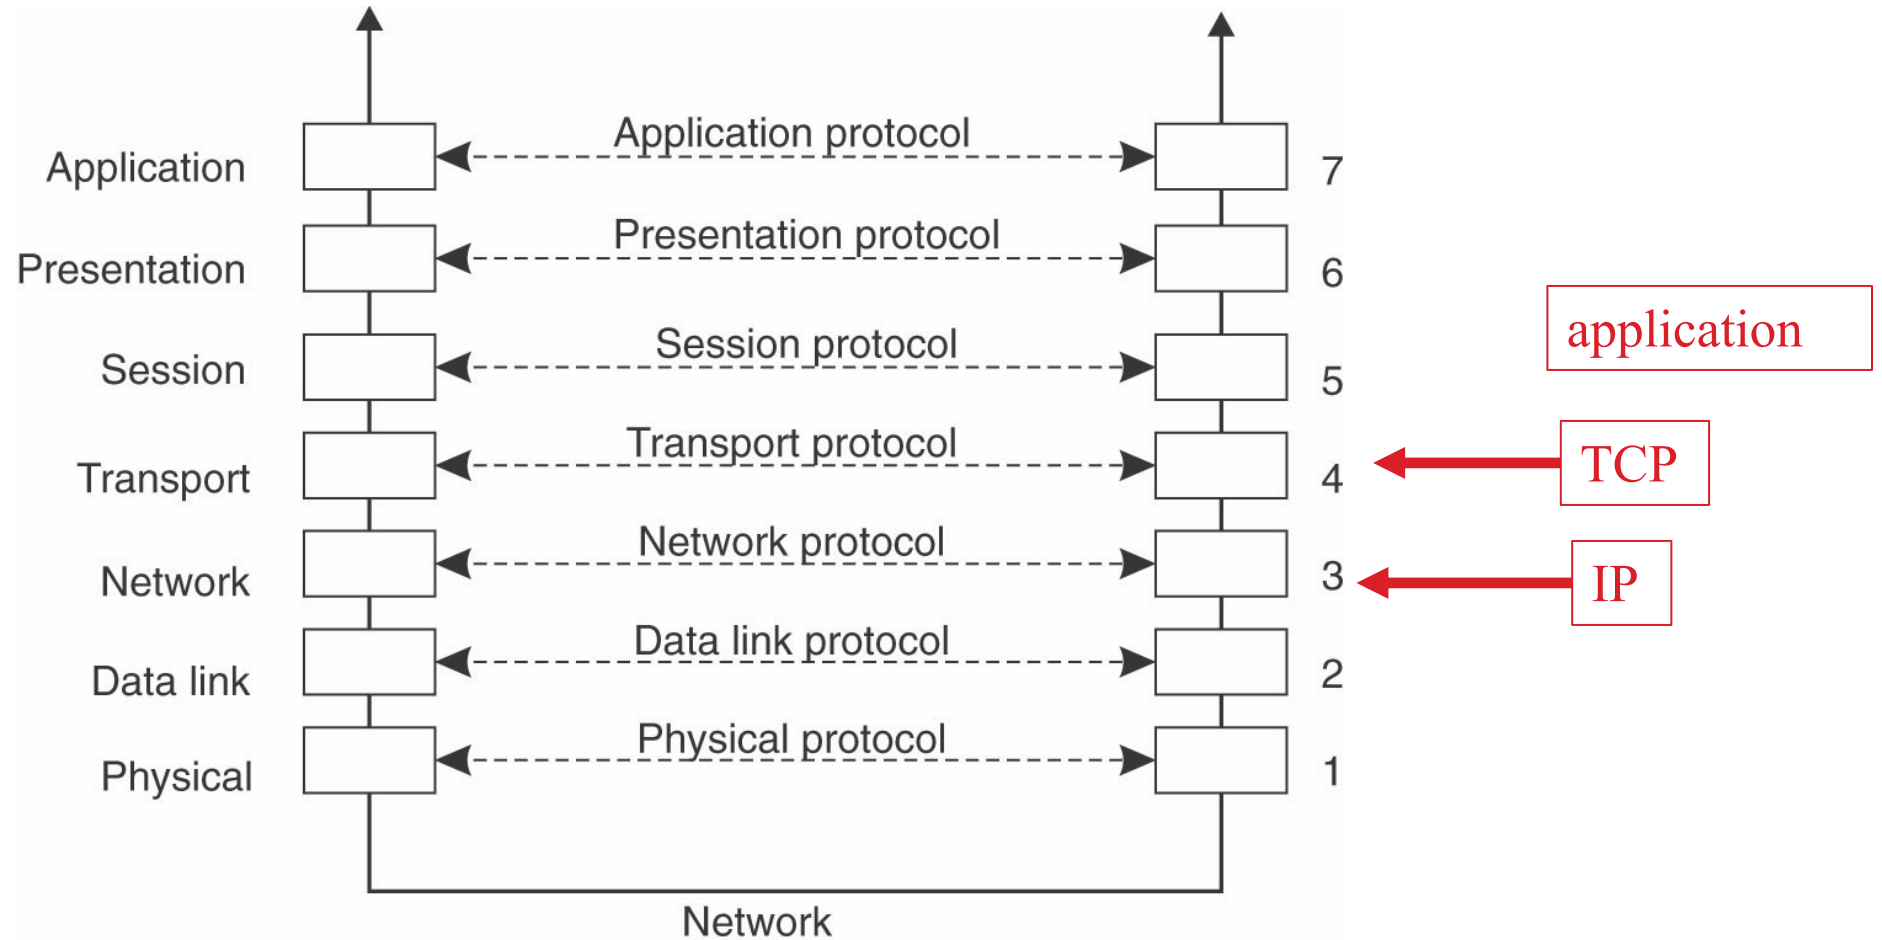 Application
Application protocol
7
Presentation
Presentation protocol
6
Session
Session protocol
5
application
Transport
Transport protocol
4
TCP
Network
Network protocol
3
IP
Data link
Data link protocol
2
Physical
Physical protocol
1
Network